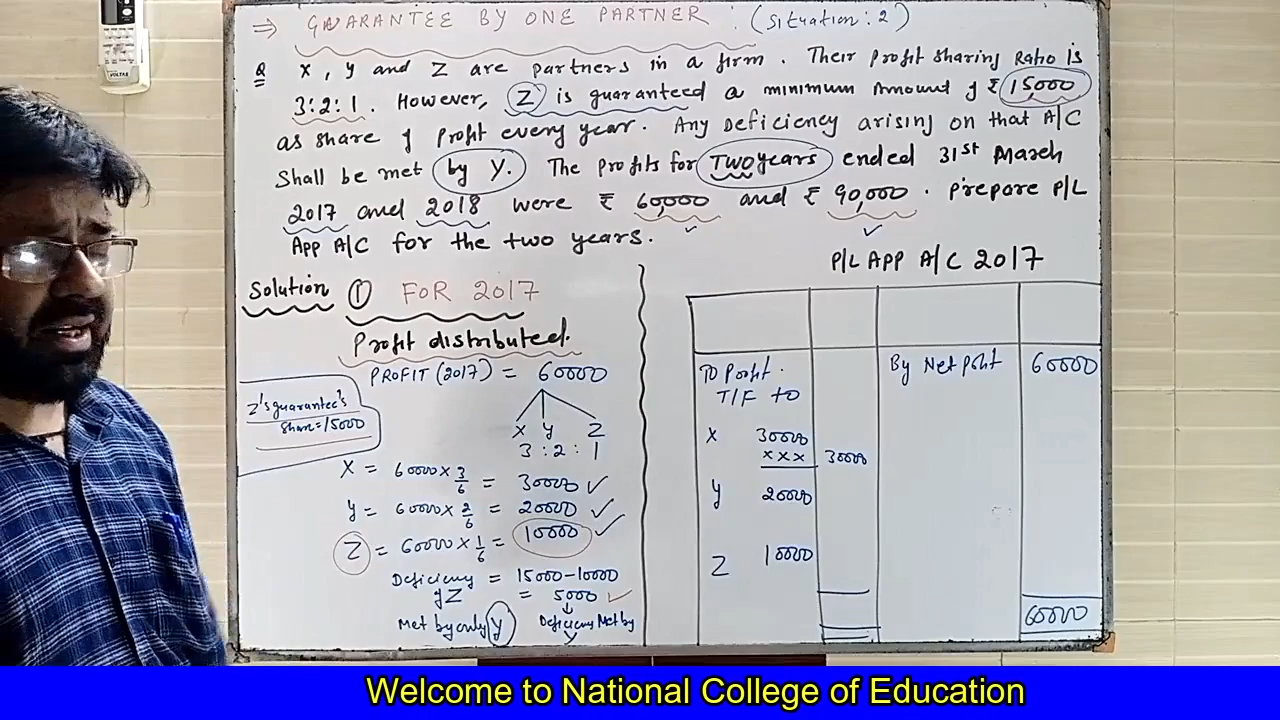 ⇒ GUARANTEE BY ONE PARTNER : (Situation : 2)
Q X, Y and Z are partners in a firm. Their profit sharing Ratio is
3:2:1. However, Z is guaranteed a minimum Amount of ₹ 15,000
as share of Profit every year. Any Deficiency arising on that A/C
Shall be met by Y. The Profits for Two years ended 31st March
2017 and 2018 were ₹ 60,000 and ₹ 90,000. Prepare P/L
App A/C for the two years.
Solution ① FOR 2017
Profit distributed.
PROFIT (2017) = 60000
X Y Z
3 : 2 : 1
Z's guarantee's
Share = 15000
X = 60000 x 3/6 = 30000 ✓
Y = 60000 x 2/6 = 20000 ✓
Z = 60000 x 1/6 = 10000 ✓
Deficiency = 15000-10000
of Z = 5000 ✓
Met by only Y
Deficiency Met by
Y
P/L APP A/C 2017
To Profit. By Net Profit 60000
T/F to
X 30000
xxx 30000
Y 20000
Z 10000
60000
VOLTAS
Welcome to National College of Education